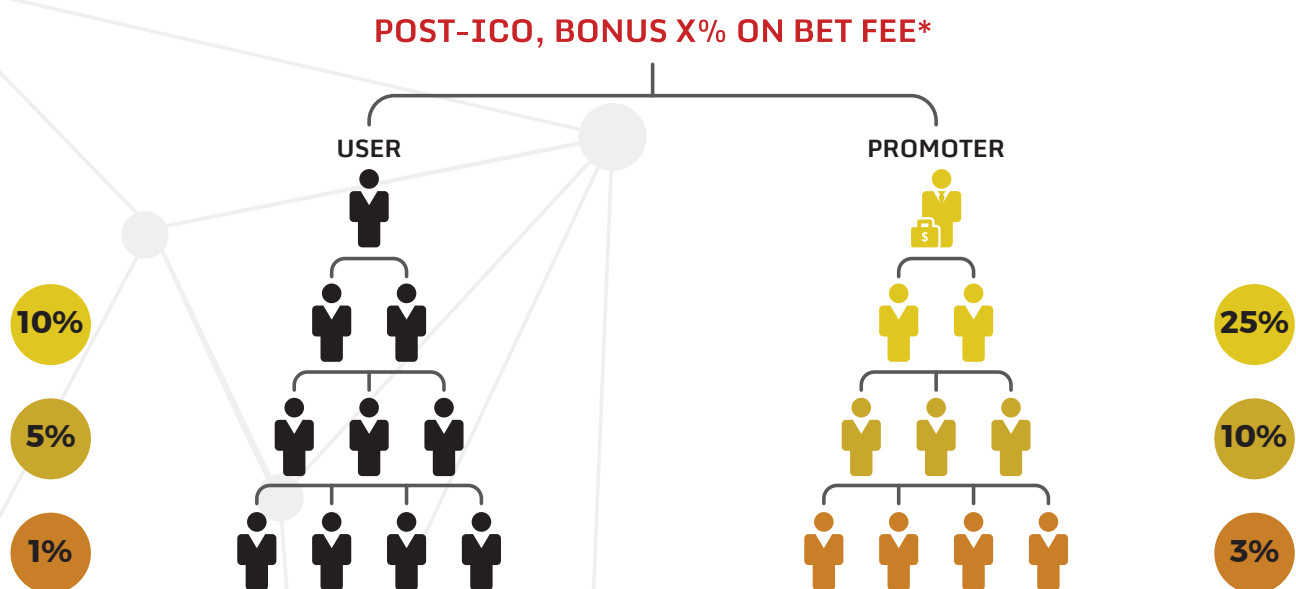 POST-ICO, BONUS X% ON BET FEE*
USER
PROMOTER
$
10%
25%
5%
10%
1%
3%